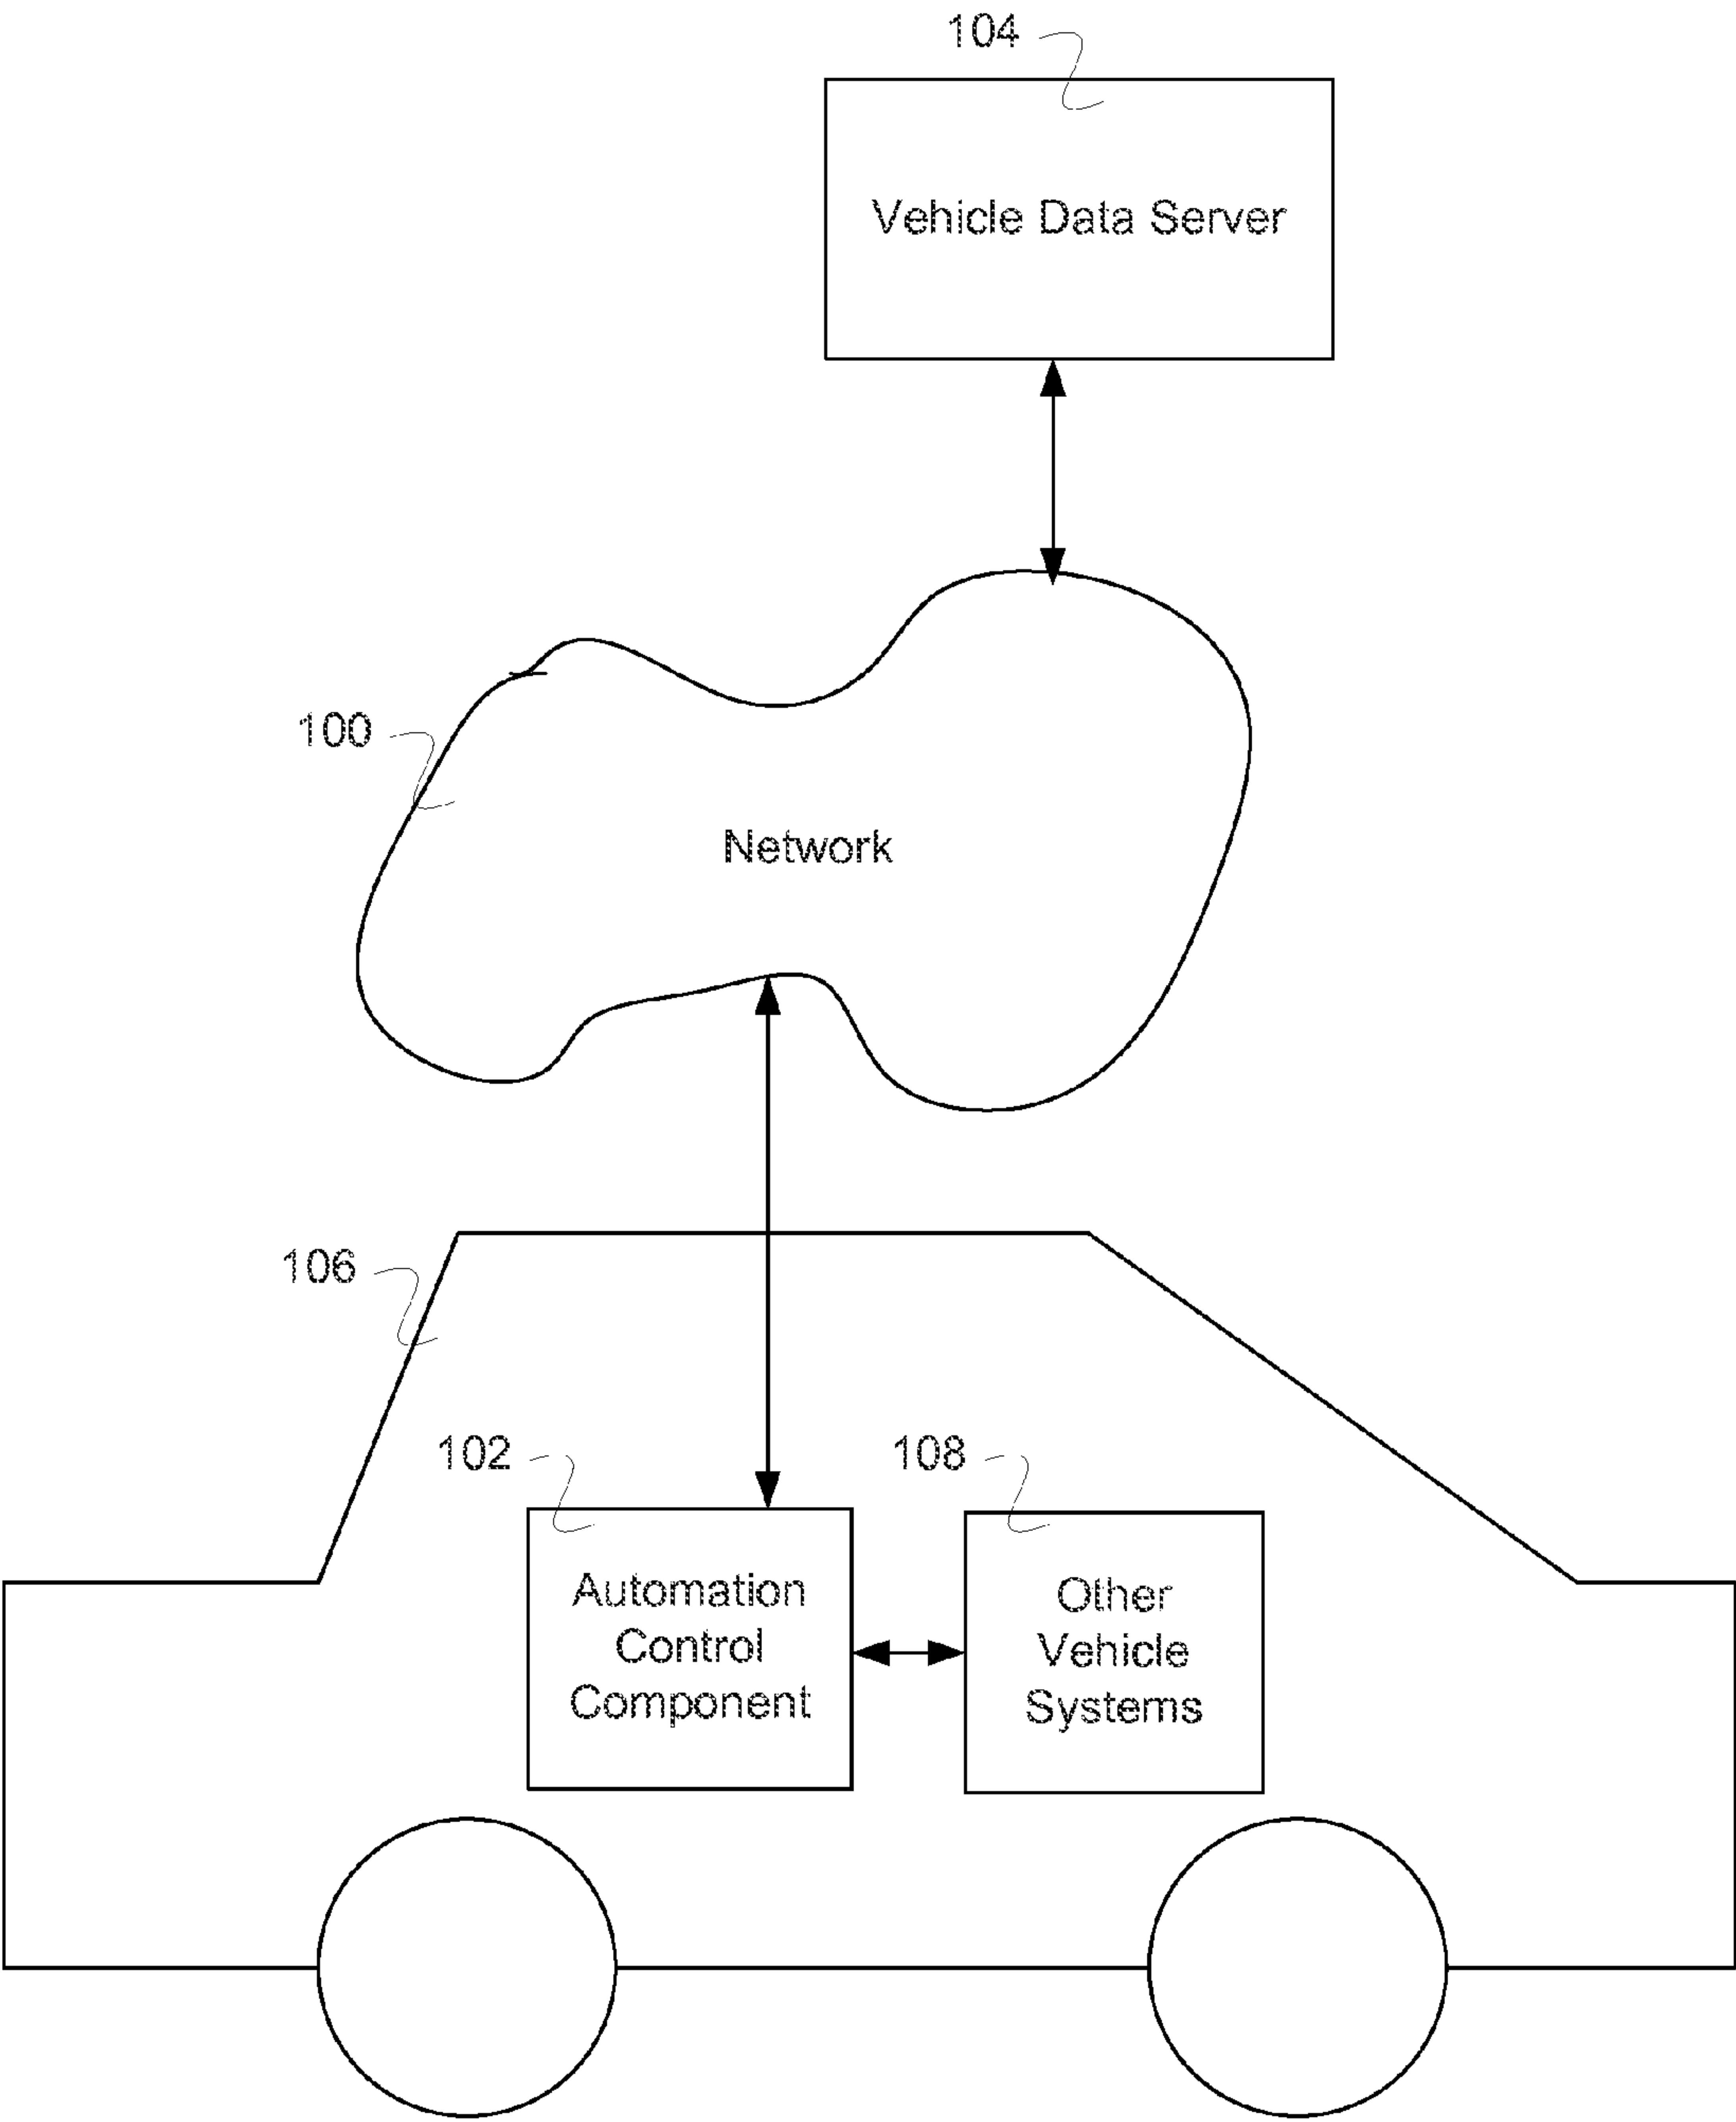 104
Vehicle Data Server
100
Network
106
102
108
Automation
Control
Component
Other
Vehicle
Systems